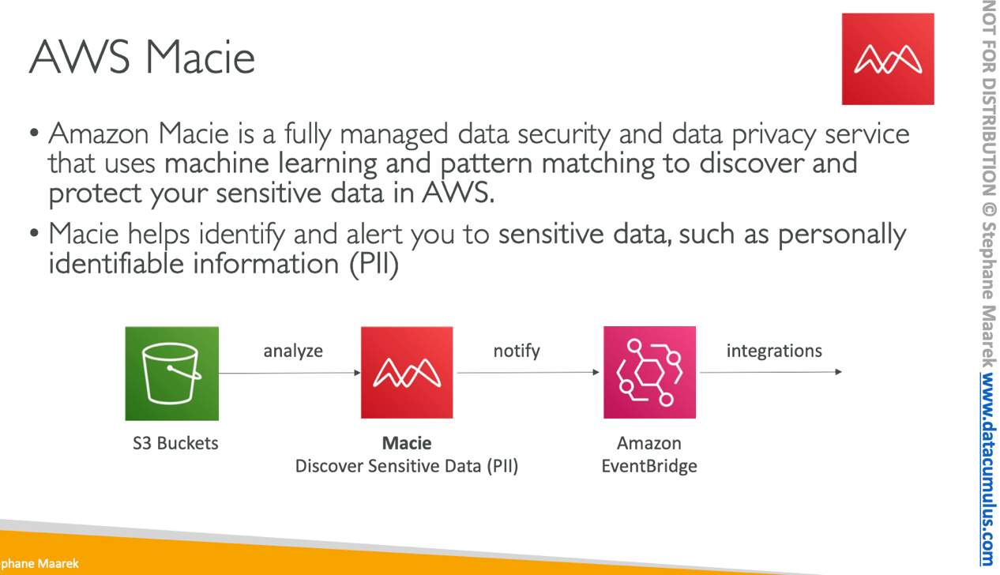 AWS Macie
• Amazon Macie is a fully managed data security and data privacy service
that uses machine learning and pattern matching to discover and
protect your sensitive data in AWS.
• Macie helps identify and alert you to sensitive data, such as personally
identifiable information (PII)
analyze
notify
integrations
S3 Buckets
Macie
Discover Sensitive Data (PII)
Amazon
EventBridge
NOT FOR DISTRIBUTION © Stephane Maarek www.datacumulus.com
phane Maarek